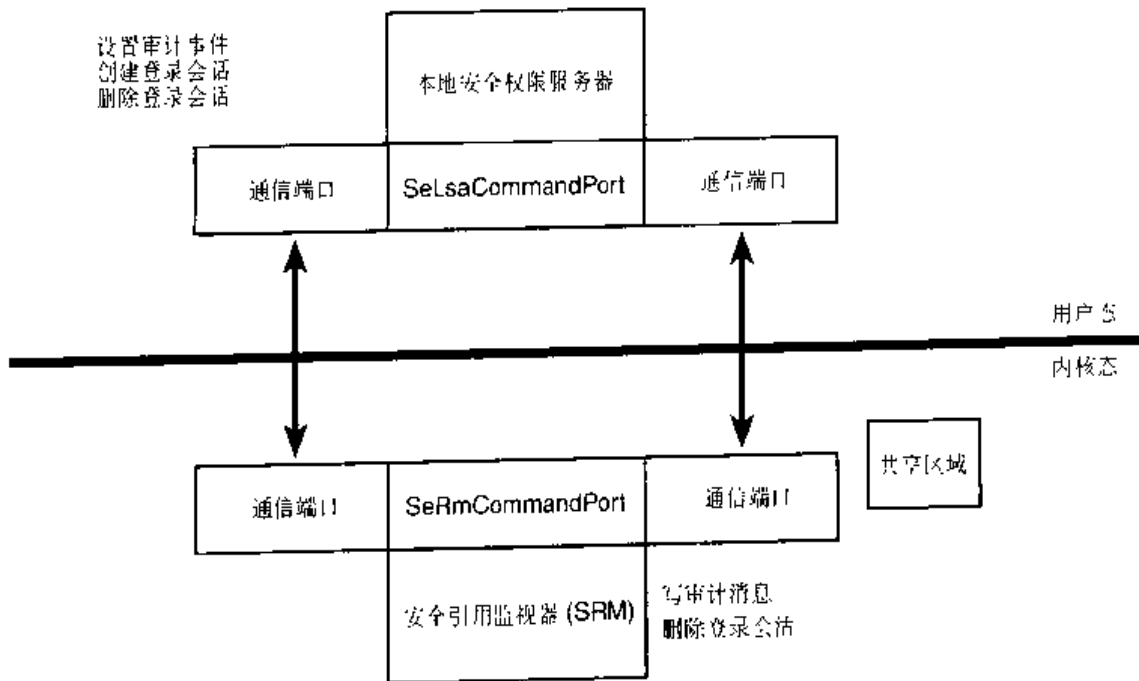 设置审计事件
创建登录会话
删除登录会话
本地安全权限服务器
通信端口
SeLsaCommandPort
通信端口
用户态
内核态
共享区域
通信端口
SeRmCommandPort
通信端口
安全引用监视器 (SRM)
写审计消息
删除登录会话